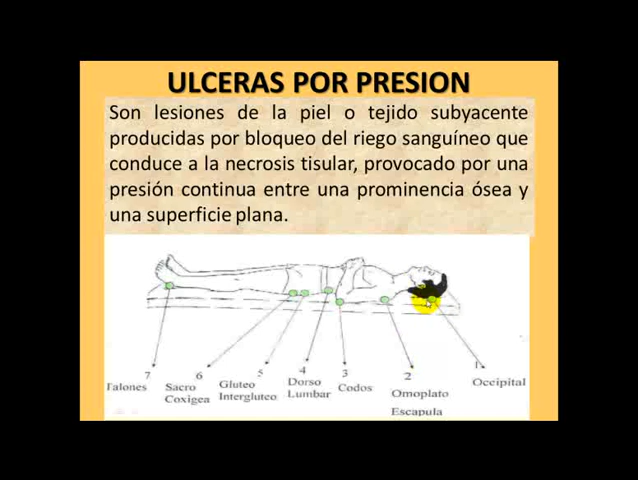 ULCERAS POR PRESION
Son lesiones de la piel o tejido subyacente
producidas por bloqueo del riego sanguíneo que
conduce a la necrosis tisular, provocado por una
presión continua entre una prominencia ósea y
una superficie plana.
7
Talones
6
Sacro
Coxigea
5
Gluteo
Intergluteo
4
Dorso
Lumbar
3
Codos
2
Omoplato
Escapula
1
Occipital